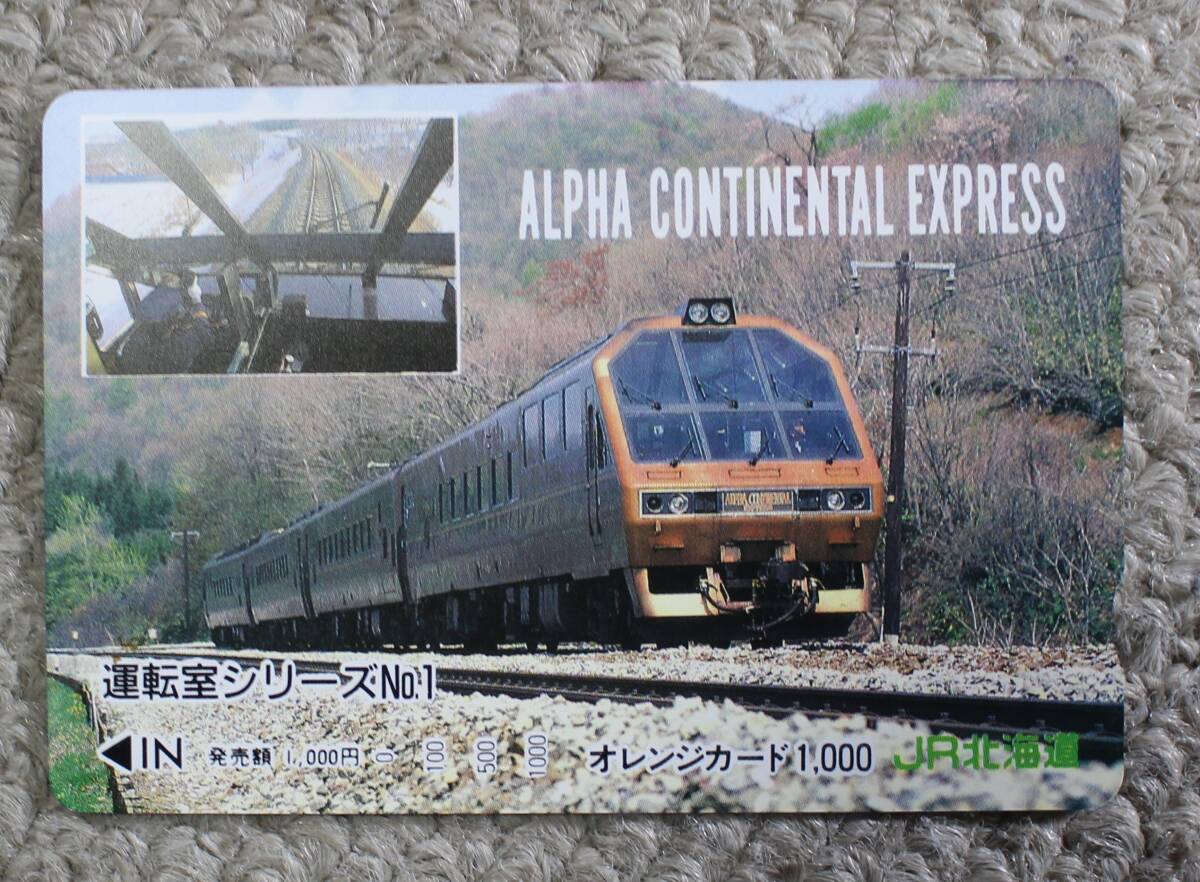 ALPHA CONTINENTAL EXPRESS
ALPHA CONTINENTAL
運転室シリーズNo.1
IN 発売額 1,000円 0 100 500 1000 オレンジカード 1,000 JR北海道